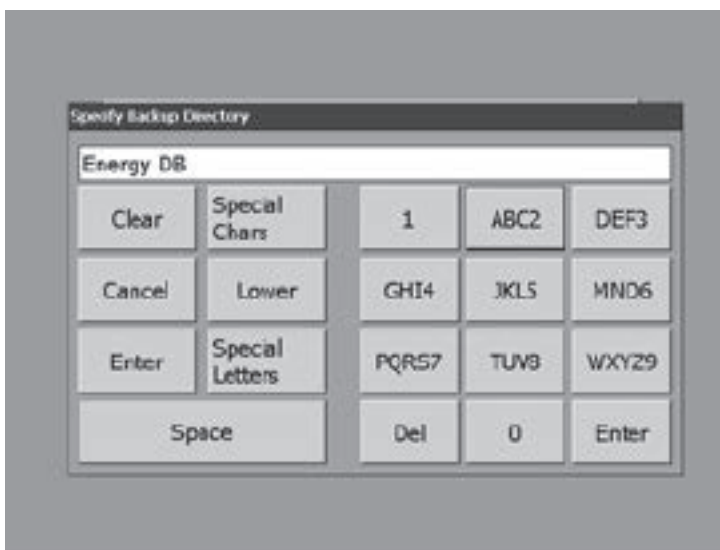 Specify Backup Directory
Energy DB
Clear
Special
Chars
1
ABC2
DEF3
Cancel
Lower
GHI4
JKL5
MNO6
Enter
Special
Letters
PQRS7
TUV8
WXYZ9
Space
Del
0
Enter